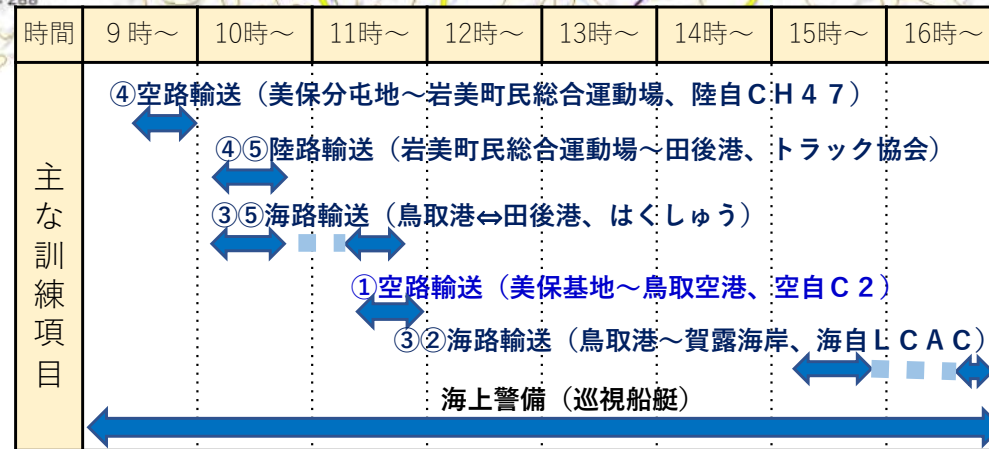 288
時間 9時～ 10時～ 11時～ 12時～ 13時～ 14時～ 15時～ 16時～
主な訓練項目
④空路輸送（美保分屯地～岩美町民総合運動場、陸自ＣＨ４７）
④⑤陸路輸送（岩美町民総合運動場～田後港、トラック協会）
③⑤海路輸送（鳥取港⇔田後港、はくしゅう）
①空路輸送（美保基地～鳥取空港、空自Ｃ２）
③②海路輸送（鳥取港～賀露海岸、海自ＬＣＡＣ）
海上警備（巡視船艇）